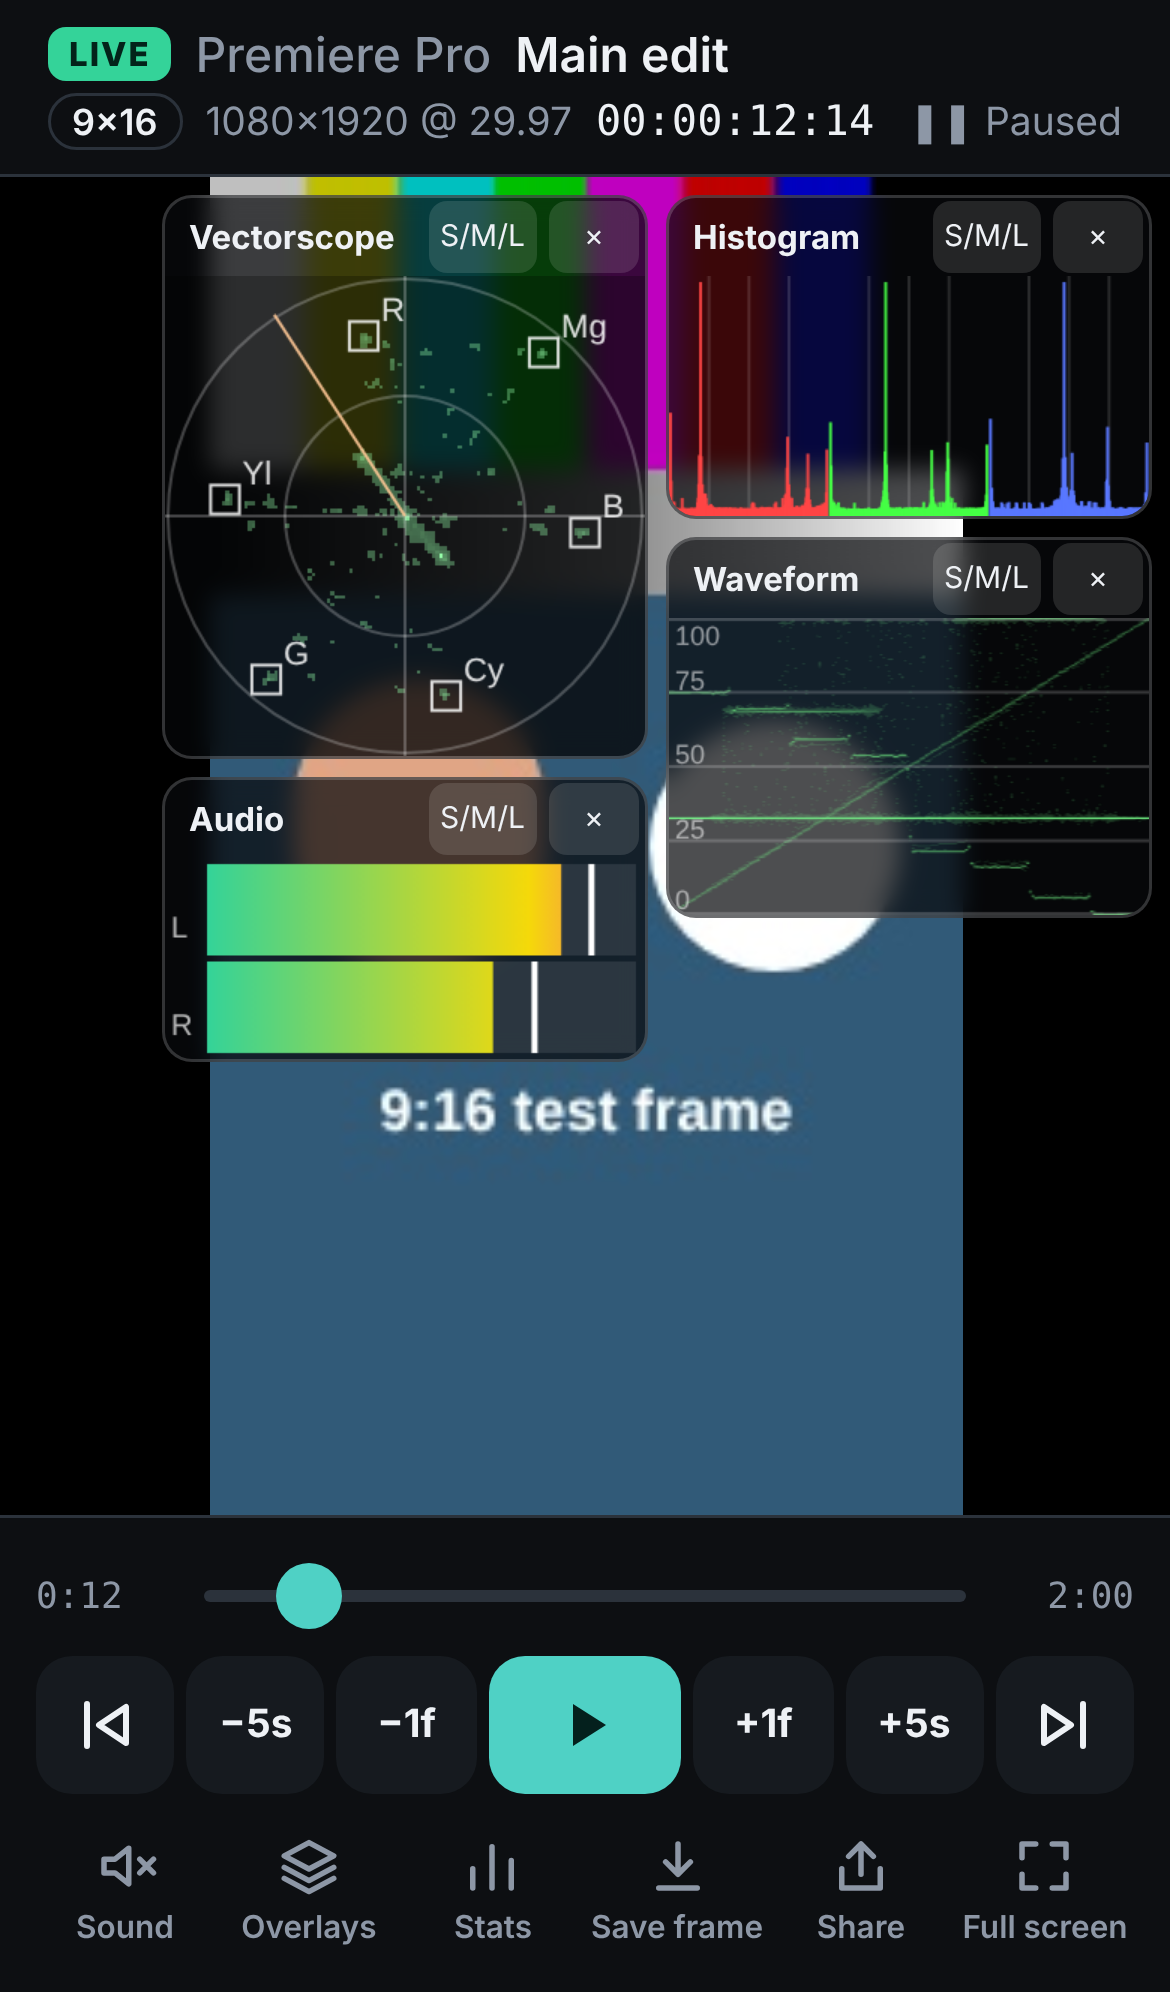 LIVE Premiere Pro Main edit
9×16 1080×1920 @ 29.97 00:00:12:14 Paused
Vectorscope S/M/L ×
R
Mg
Yl
B
G
Cy
Histogram S/M/L ×
Waveform S/M/L ×
100
75
50
25
0
Audio S/M/L ×
L
R
9:16 test frame
0:12 2:00
−5s −1f +1f +5s
Sound Overlays Stats Save frame Share Full screen